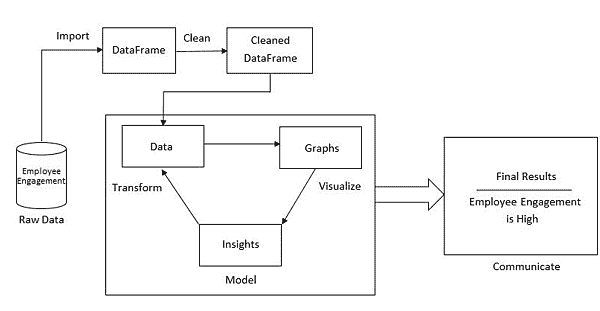 Import
DataFrame
Clean
Cleaned
DataFrame
Employee
Engagement
Raw Data
Data
Graphs
Transform
Visualize
Insights
Model
Final Results
Employee Engagement
is High
Communicate